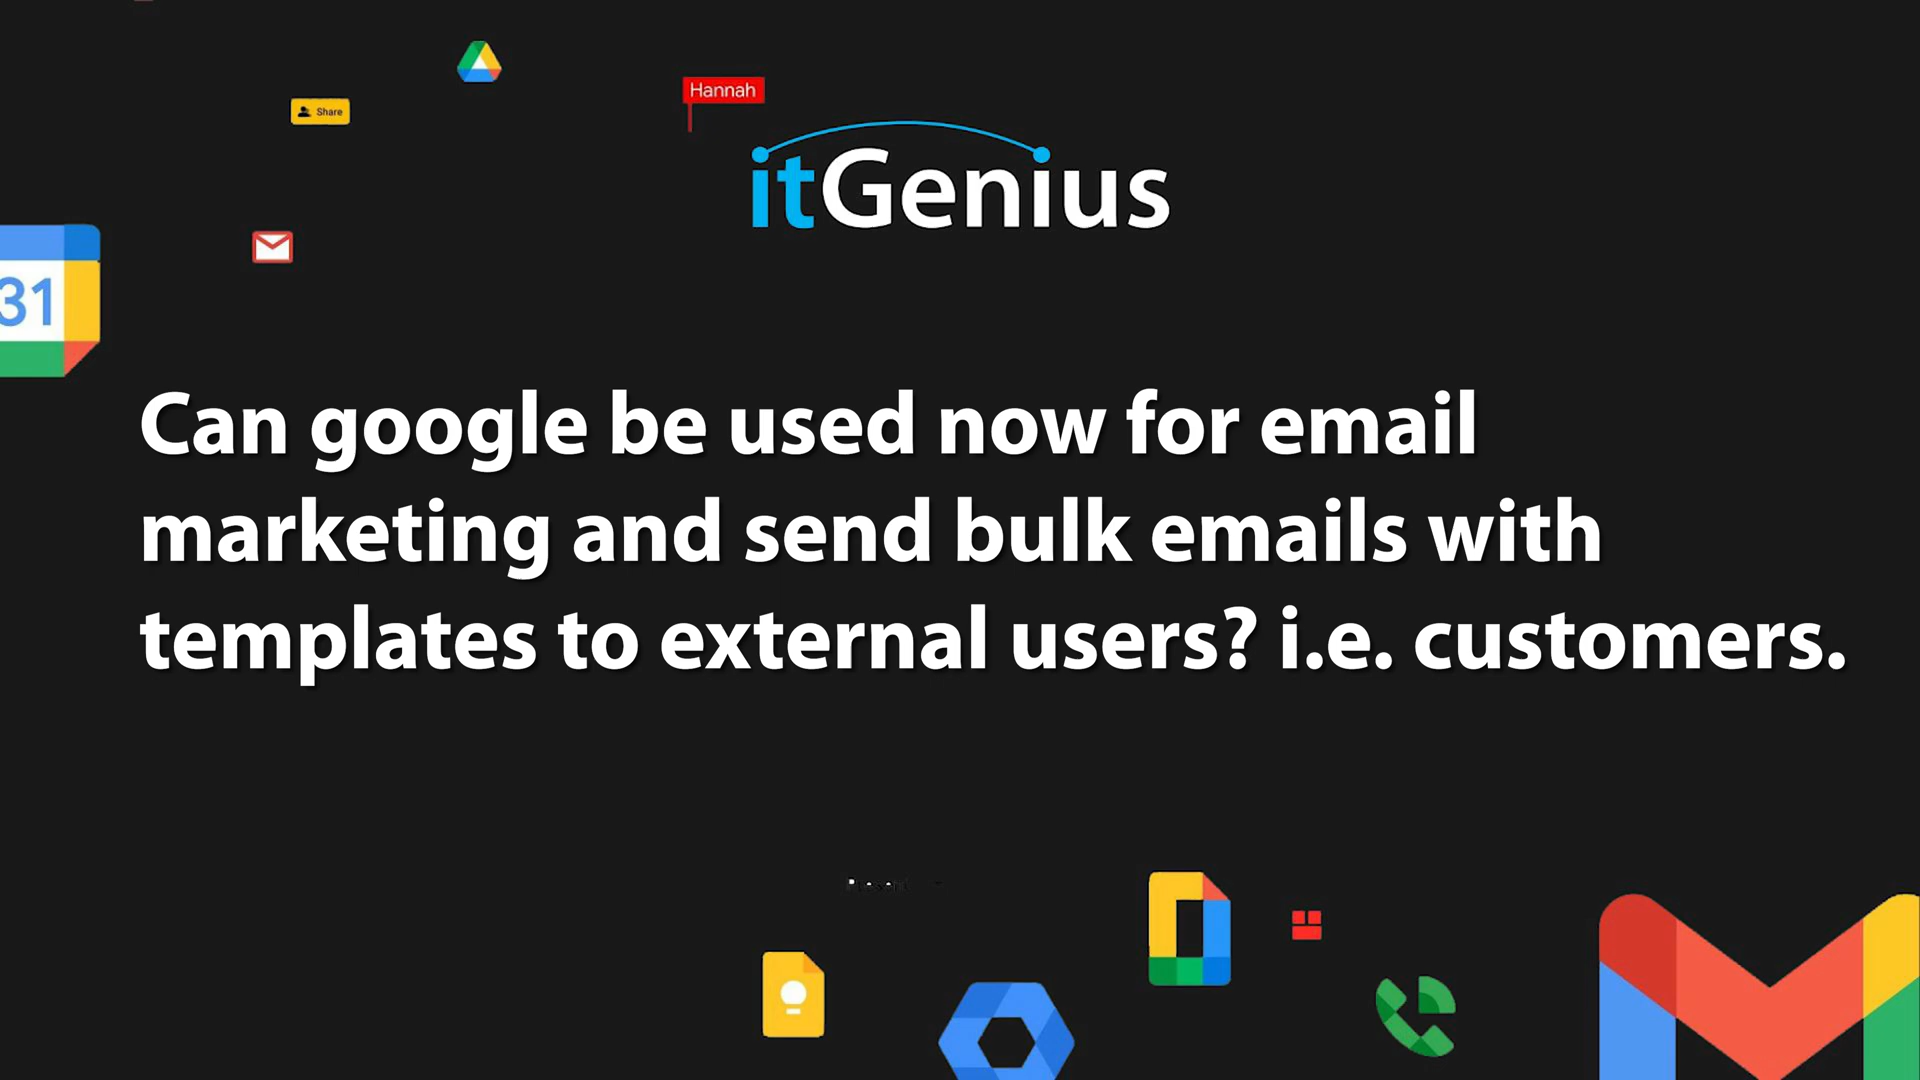 Hannah
Share
itGenius
31
Can google be used now for email
marketing and send bulk emails with
templates to external users? i.e. customers.